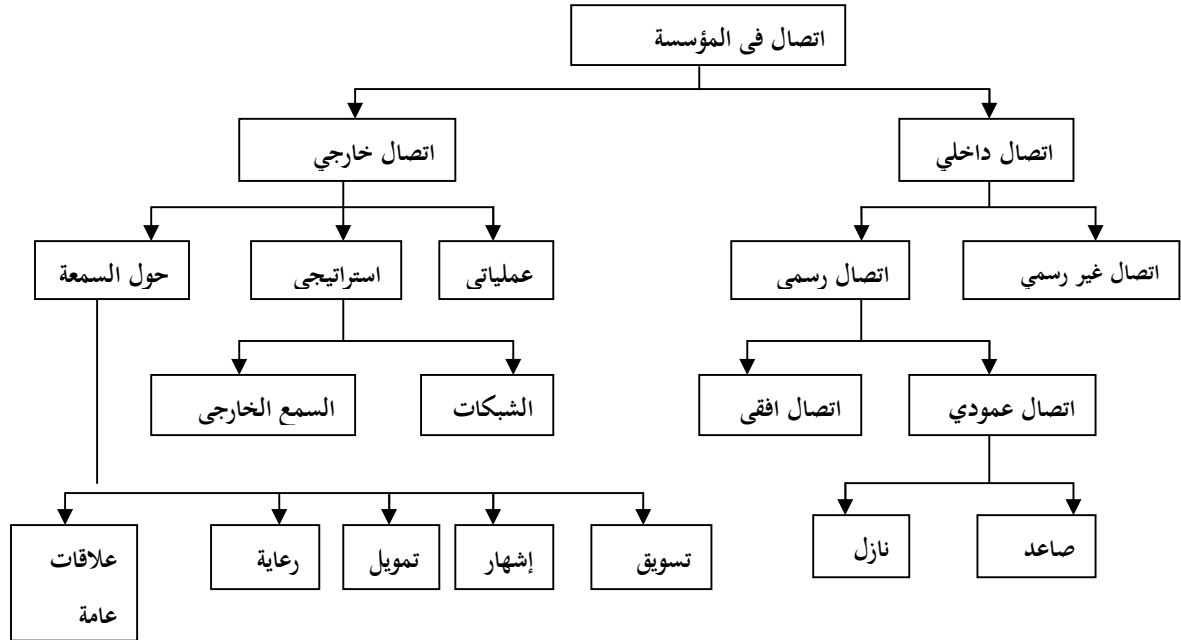 اتصال فى المؤسسة
اتصال داخلي
اتصال خارجي
اتصال غير رسمي
اتصال رسمى
عملياتى
استراتيجى
حول السمعة
اتصال عمودي
اتصال افقى
الشبكات
السمع الخارجى
صاعد
نازل
تسويق
إشهار
تمويل
رعاية
علاقات
عامة